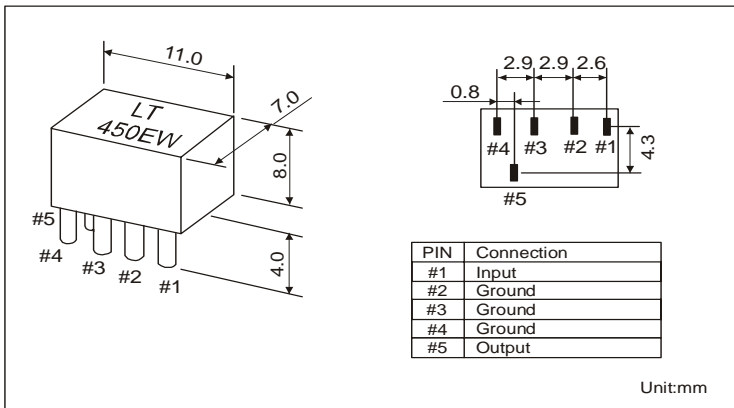 11.0
7.0
LT
450EW
8.0
4.0
#5
#4
#3
#2
#1
2.9 2.9 2.6
0.8
#4 #3 #2 #1
4.3
#5
PIN Connection
#1 Input
#2 Ground
#3 Ground
#4 Ground
#5 Output
Unit:mm